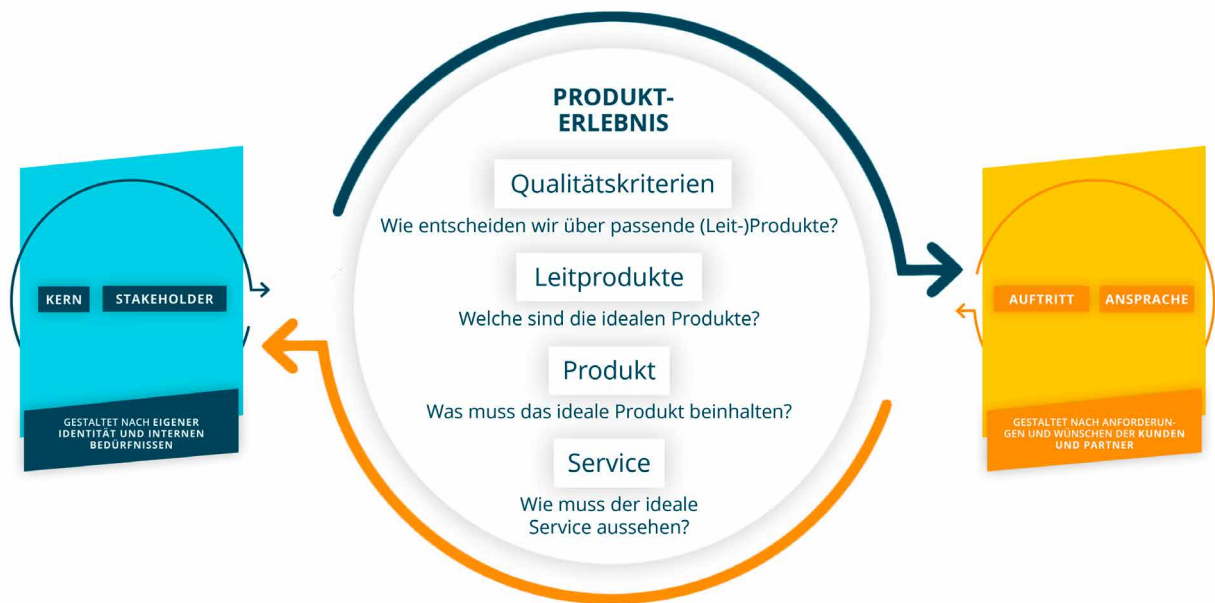 PRODUKT-
ERLEBNIS
Qualitätskriterien
Wie entscheiden wir über passende (Leit-)Produkte?
Leitprodukte
Welche sind die idealen Produkte?
Produkt
Was muss das ideale Produkt beinhalten?
Service
Wie muss der ideale
Service aussehen?
KERN
STAKEHOLDER
GESTALTET NACH EIGENER
IDENTITÄT UND INTERNEN
BEDÜRFNISSEN
AUFTRITT
ANSPRACHE
GESTALTET NACH ANFORDERUN-
GEN UND WÜNSCHEN DER KUNDEN
UND PARTNER